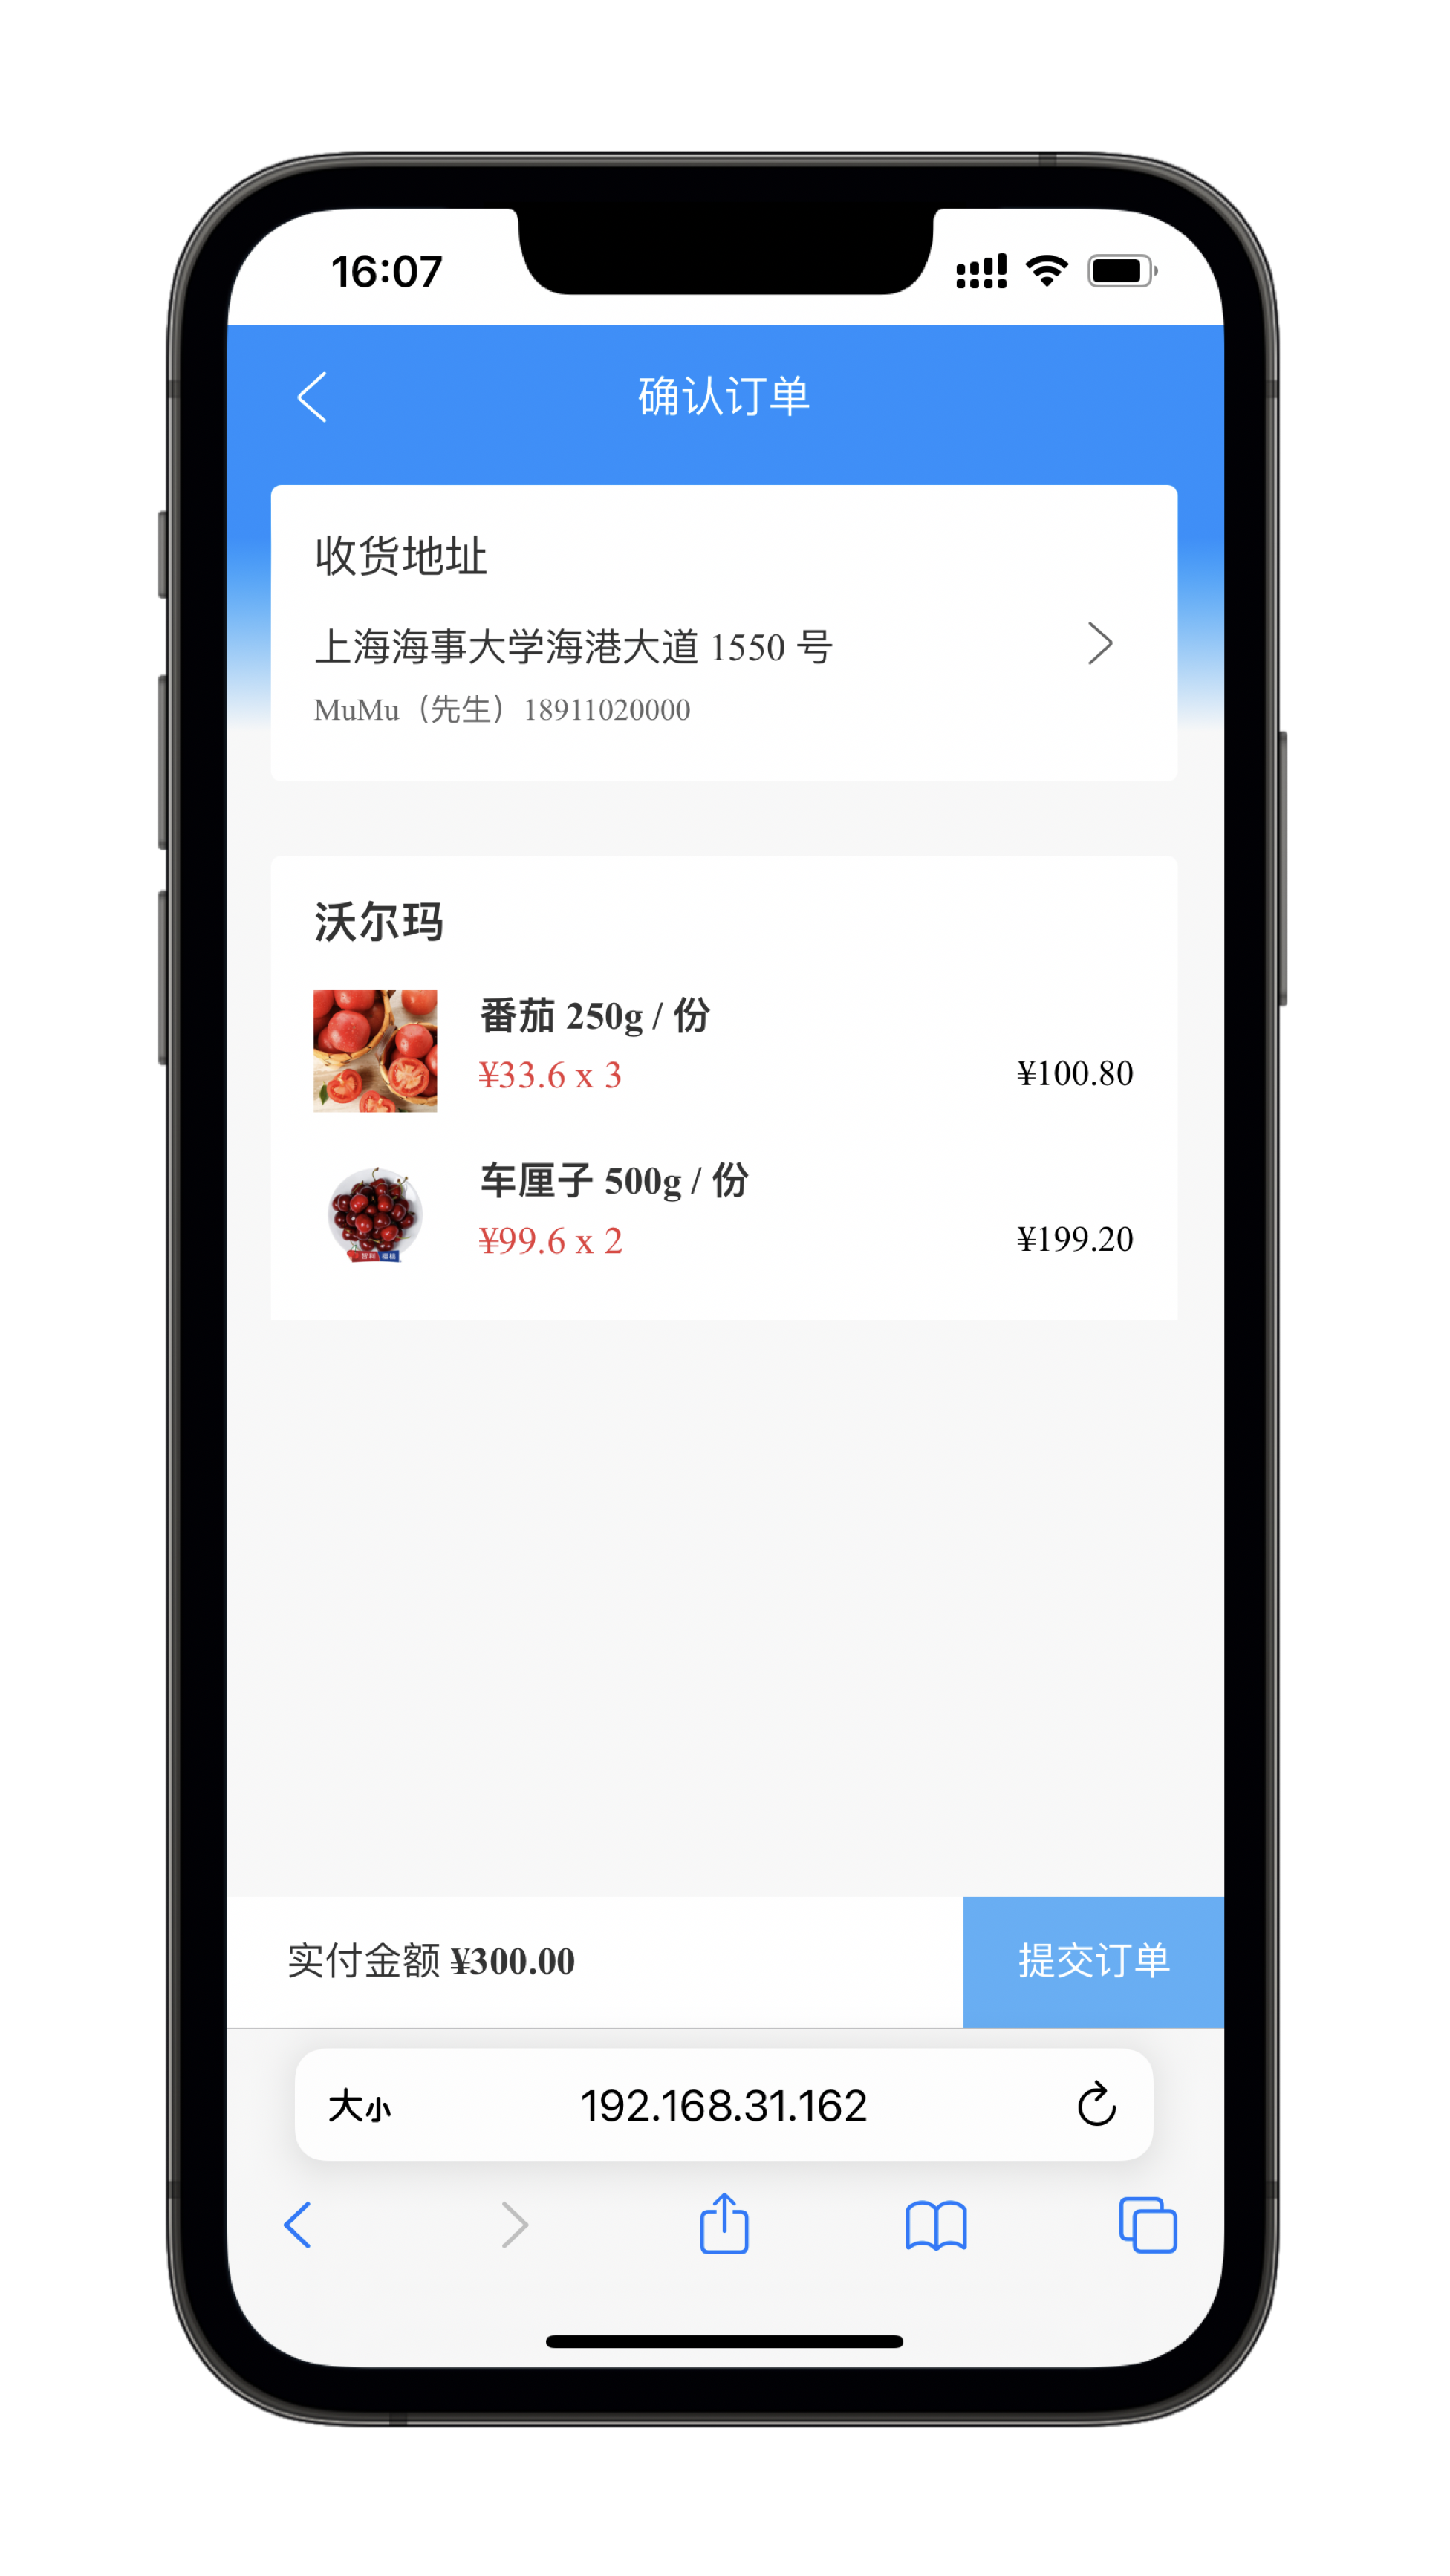 16:07
确认订单
收货地址
上海海事大学海港大道 1550 号
MuMu（先生）18911020000
沃尔玛
番茄 250g / 份
¥33.6 x 3
¥100.80
车厘子 500g / 份
¥99.6 x 2
¥199.20
实付金额 ¥300.00
提交订单
大小
192.168.31.162